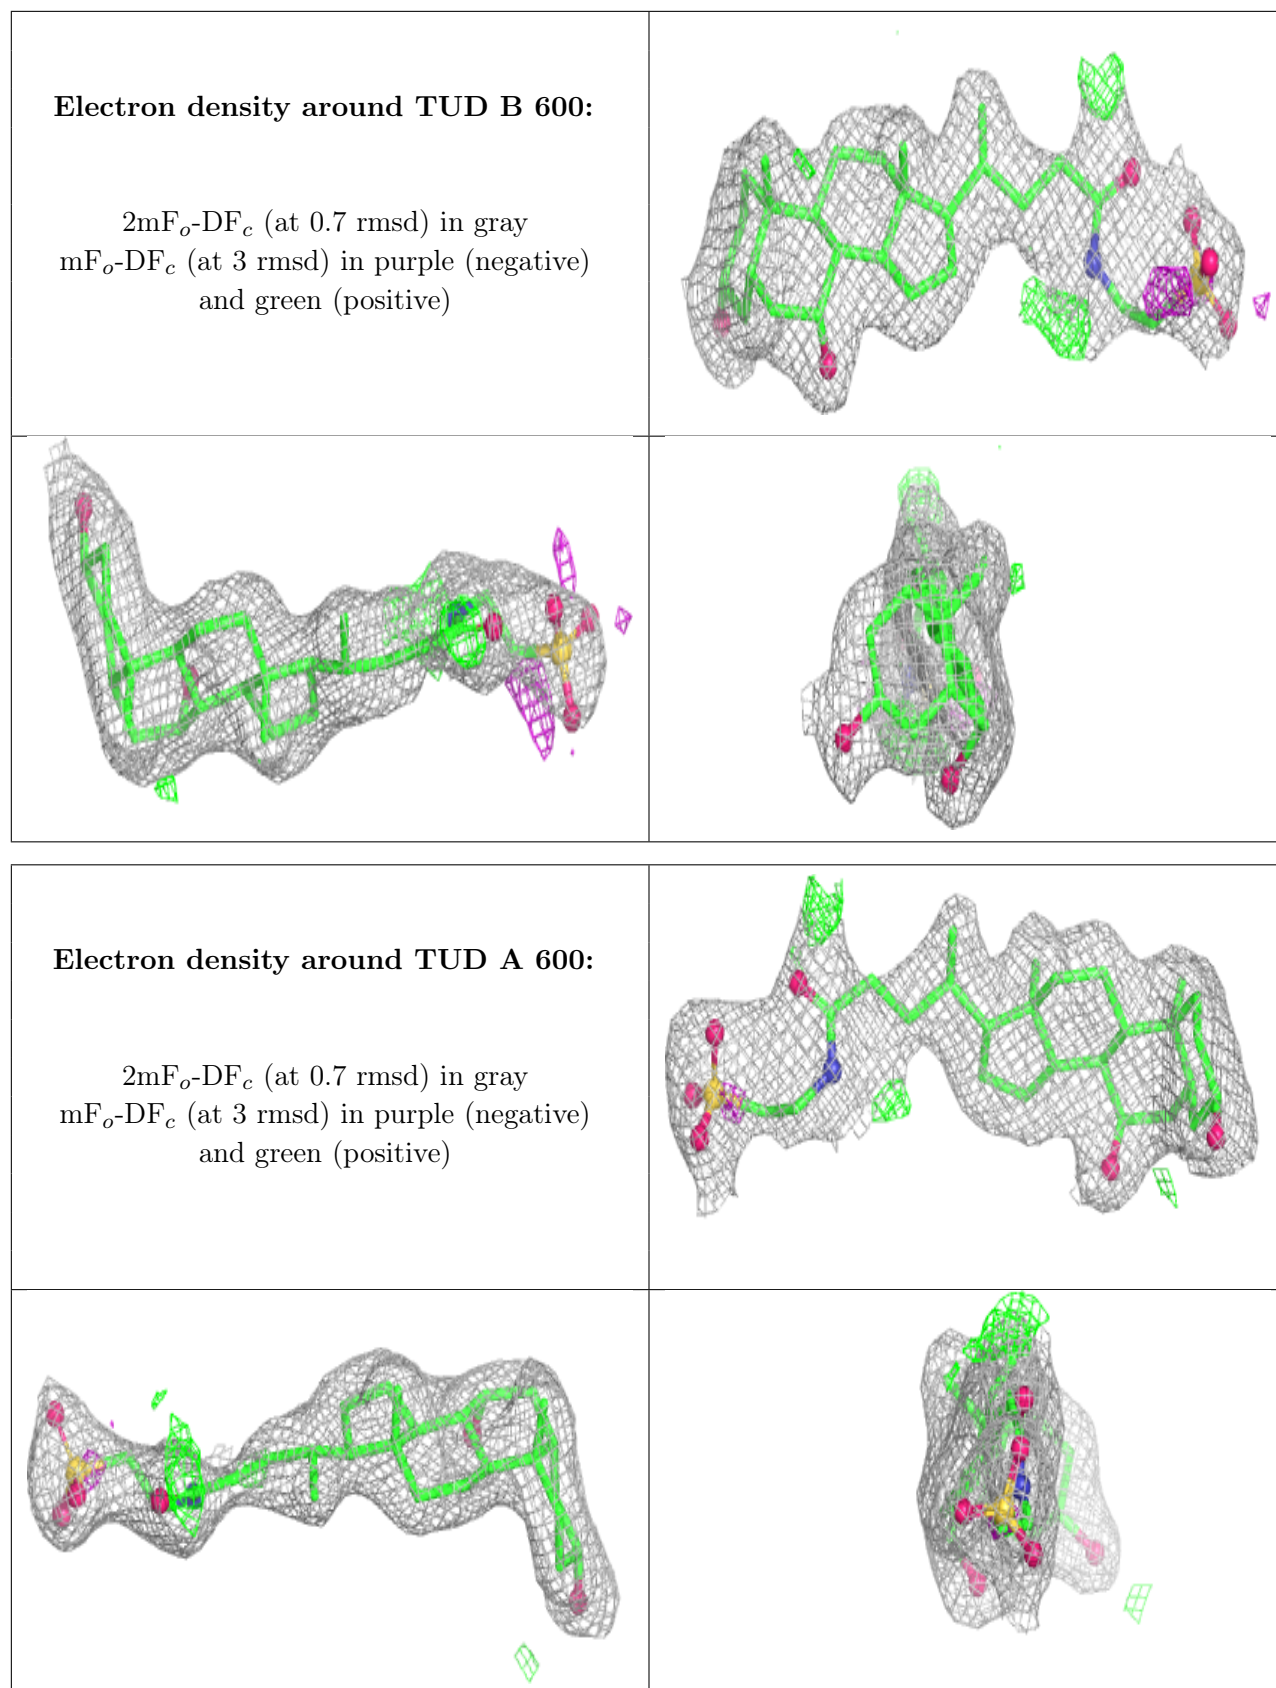 Electron density around TUD B 600:
2mFo-DFc (at 0.7 rmsd) in gray
mFo-DFc (at 3 rmsd) in purple (negative)
and green (positive)
Electron density around TUD A 600:
2mFo-DFc (at 0.7 rmsd) in gray
mFo-DFc (at 3 rmsd) in purple (negative)
and green (positive)